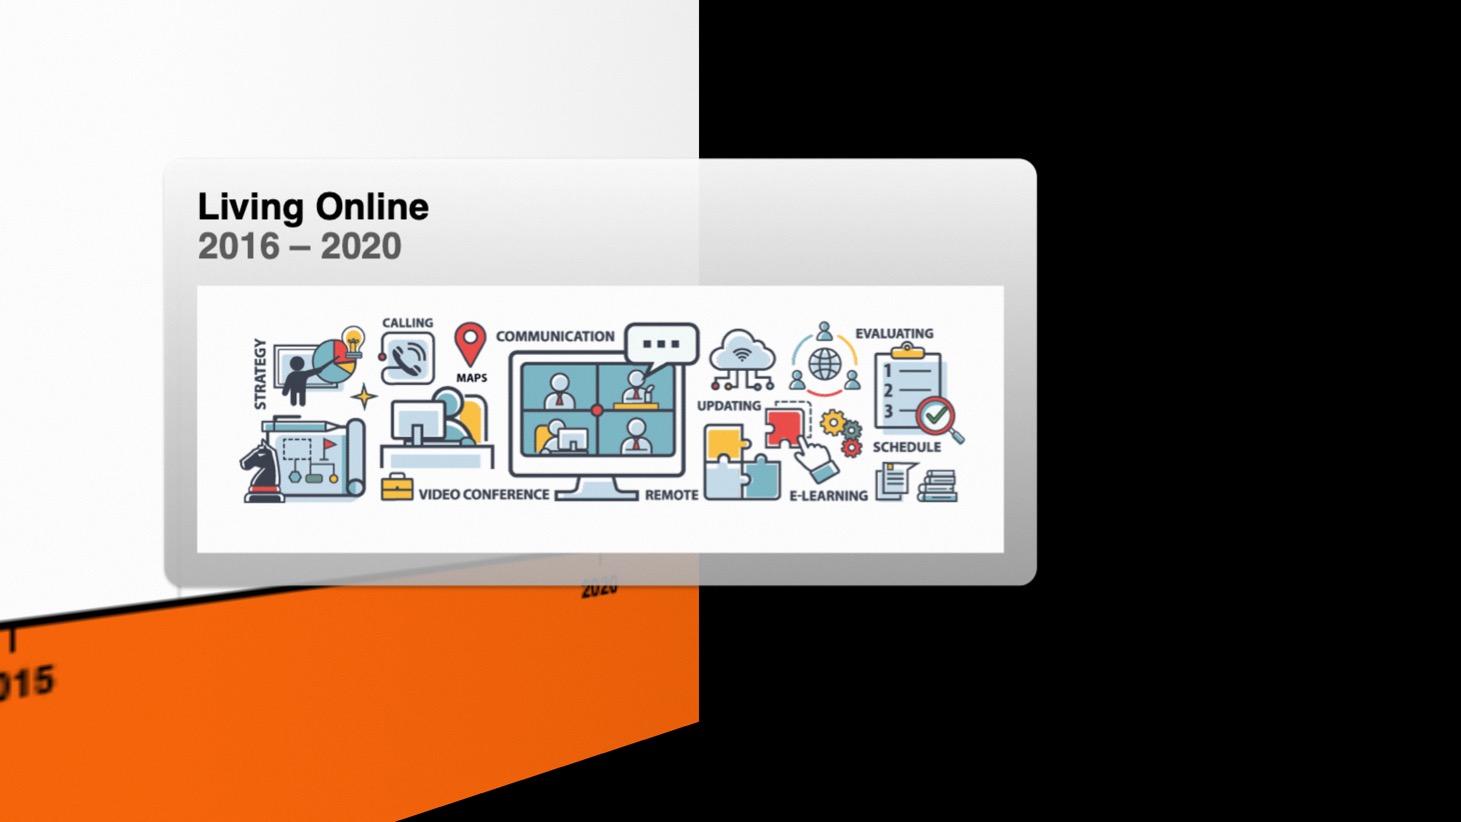 Living Online
2016 – 2020
STRATEGY
CALLING
MAPS
COMMUNICATION
EVALUATING
1
2
3
UPDATING
SCHEDULE
VIDEO CONFERENCE
REMOTE
E-LEARNING
2020
015